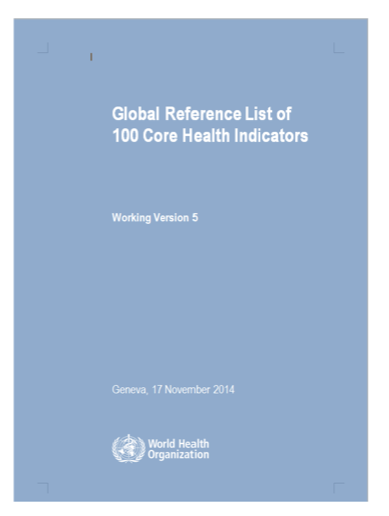 Global Reference List of
100 Core Health Indicators
Working Version 5
Geneva, 17 November 2014
World Health
Organization